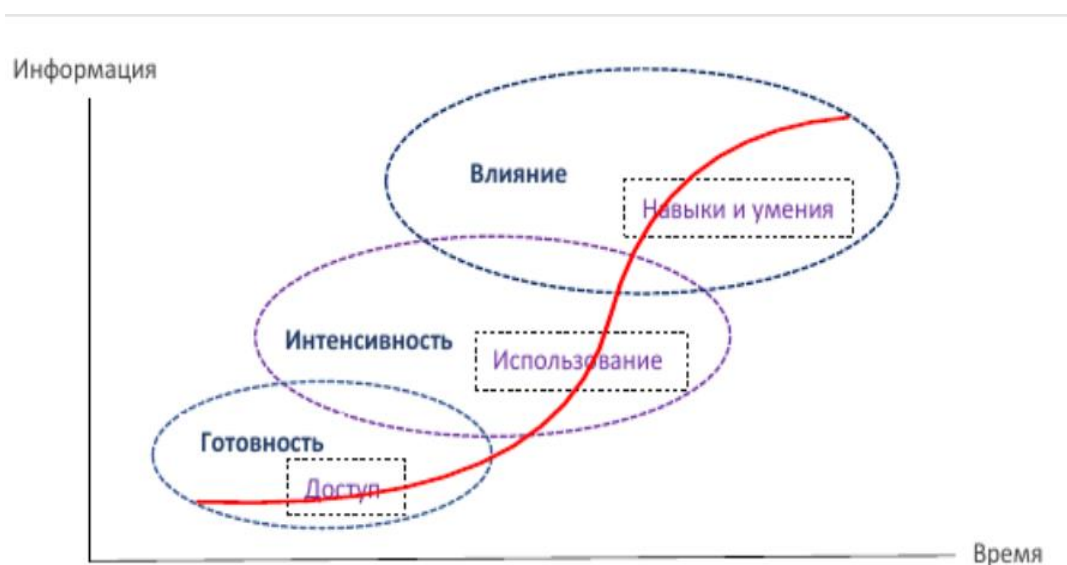 Информация
Влияние
Навыки и умения
Интенсивность
Использование
Готовность
Доступ
Время